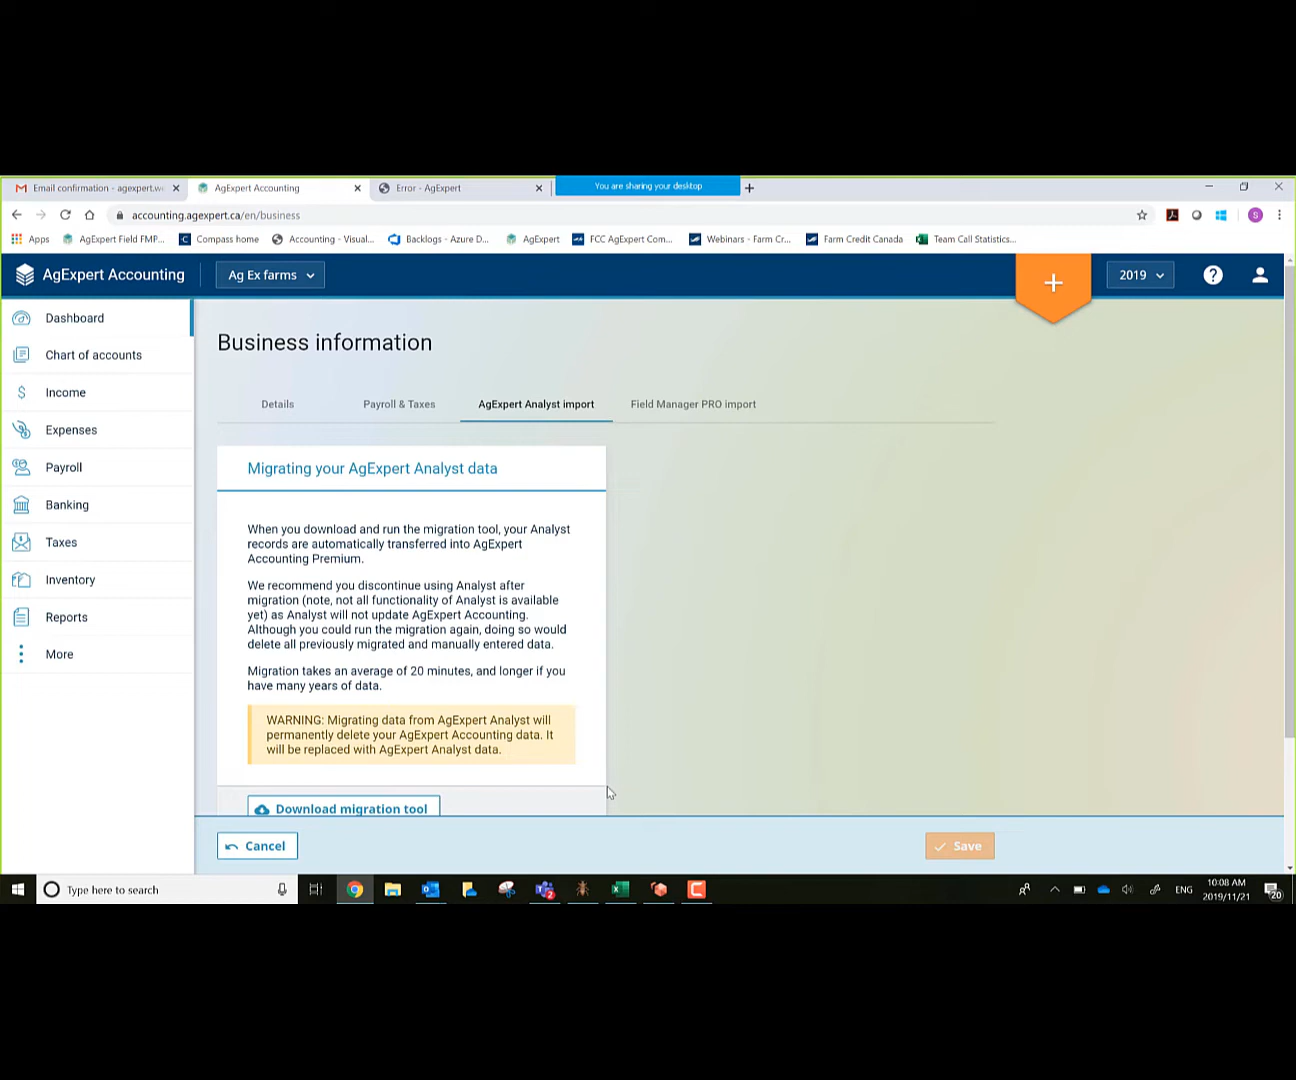 Email confirmation - agexpert.w
AgExpert Accounting
Error - AgExpert
You are sharing your desktop
accounting.agexpert.ca/en/business
S
Apps
AgExpert Field FMP...
Compass home
Accounting - Visual...
Backlogs - Azure D...
AgExpert
FCC AgExpert Com...
Webinars - Farm Cr...
Farm Credit Canada
Team Call Statistics...
AgExpert Accounting
Ag Ex farms
2019
Dashboard
Chart of accounts
Income
Expenses
Payroll
Banking
Taxes
Inventory
Reports
More
Business information
Details
Payroll & Taxes
AgExpert Analyst import
Field Manager PRO import
Migrating your AgExpert Analyst data
When you download and run the migration tool, your Analyst
records are automatically transferred into AgExpert
Accounting Premium.
We recommend you discontinue using Analyst after
migration (note, not all functionality of Analyst is available
yet) as Analyst will not update AgExpert Accounting.
Although you could run the migration again, doing so would
delete all previously migrated and manually entered data.
Migration takes an average of 20 minutes, and longer if you
have many years of data.
WARNING: Migrating data from AgExpert Analyst will
permanently delete your AgExpert Accounting data. It
will be replaced with AgExpert Analyst data.
Download migration tool
Cancel
Save
Type here to search
2
ENG
10:08 AM
2019/11/21
20